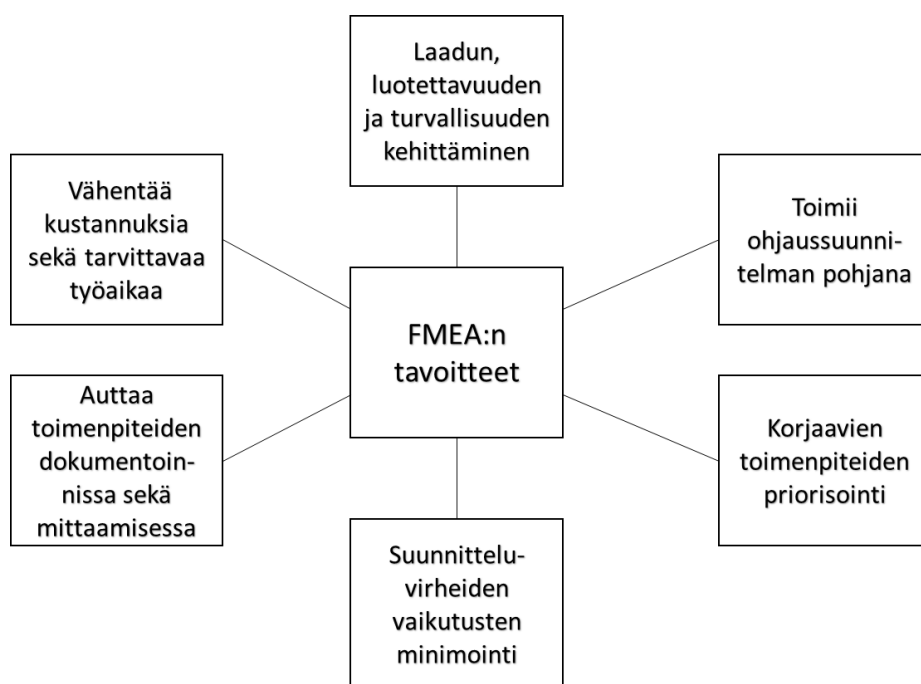 Laadun,
luotettavuuden
ja turvallisuuden
kehittäminen
Vähentää
kustannuksia
sekä tarvittavaa
työaikaa
Toimii
ohjaussuunni-
telman pohjana
FMEA:n
tavoitteet
Auttaa
toimenpiteiden
dokumentoin-
nissa sekä
mittaamisessa
Korjaavien
toimenpiteiden
priorisointi
Suunnittelu-
virheiden
vaikutusten
minimointi